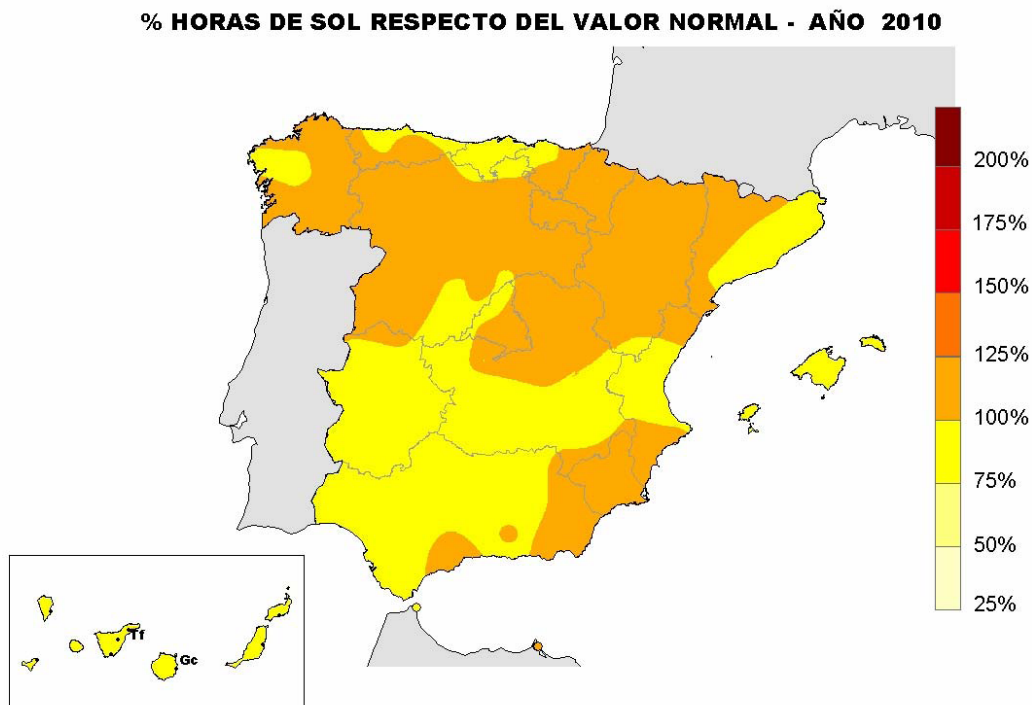 % HORAS DE SOL RESPECTO DEL VALOR NORMAL - AÑO 2010
200%
175%
150%
125%
100%
75%
50%
25%
Tf
Gc